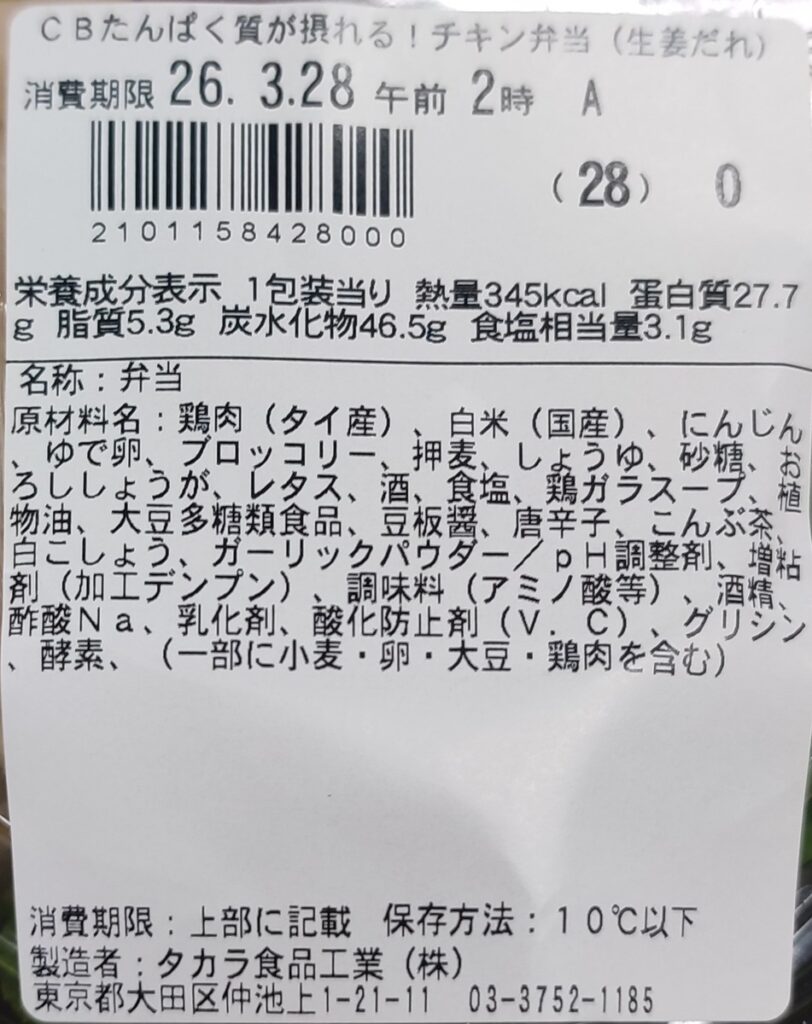 CBたんぱく質が摂れる！チキン弁当（生姜だれ）
消費期限 26. 3.28 午前 2時 A
2101158428000
（28） 0
栄養成分表示 1包装当り 熱量345kcal 蛋白質27.7
g 脂質5.3g 炭水化物46.5g 食塩相当量3.1g
名称：弁当
原材料名：鶏肉（タイ産）、白米（国産）、にんじん
、ゆで卵、ブロッコリー、押麦、しょうゆ、砂糖、お
ろししょうが、レタス、酒、食塩、鶏ガラスープ、植
物油、大豆多糖類食品、豆板醤、唐辛子、こんぶ茶、
白こしょう、ガーリックパウダー／pH調整剤、増粘
剤（加工デンプン）、調味料（アミノ酸等）、酒精、
酢酸Na、乳化剤、酸化防止剤（V．C）、グリシン
、酵素、（一部に小麦・卵・大豆・鶏肉を含む）
消費期限：上部に記載 保存方法：10℃以下
製造者：タカラ食品工業（株）
東京都大田区仲池上1-21-11 03-3752-1185